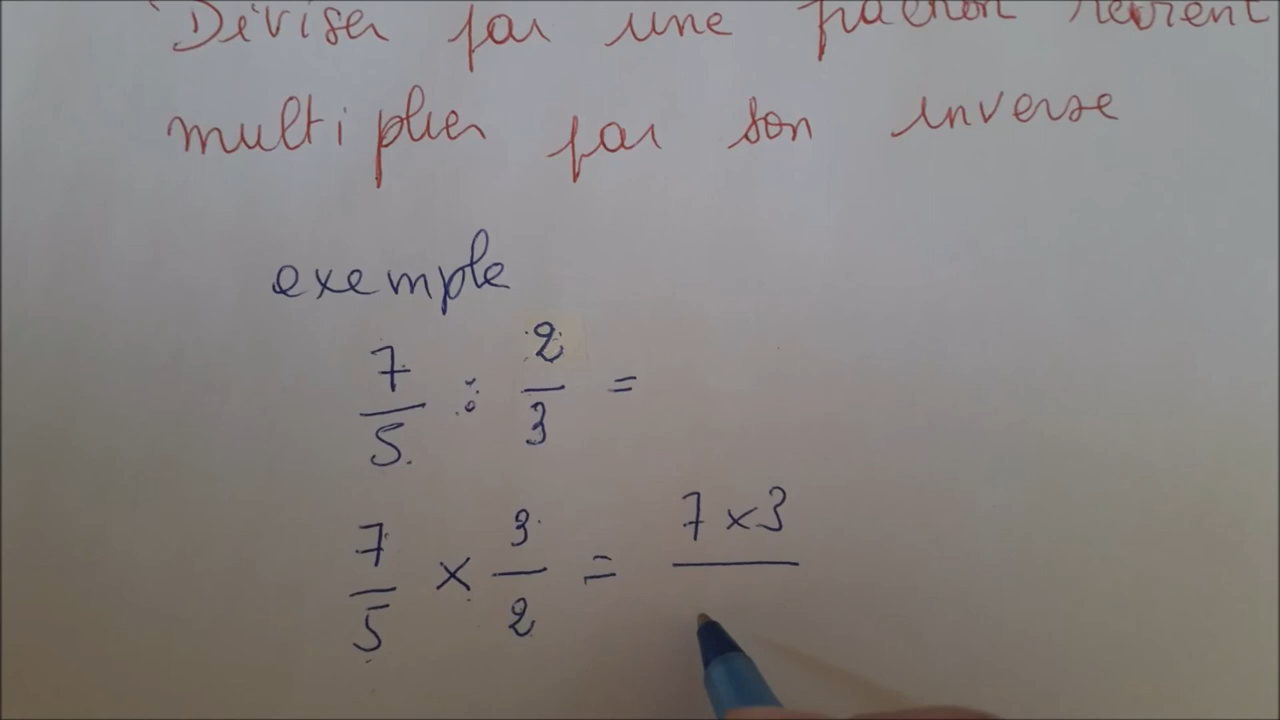 Diviser par une fraction revient
multiplier par son inverse
exemple
7/5 ÷ 2/3 =
7/5 × 3/2 = 7 × 3